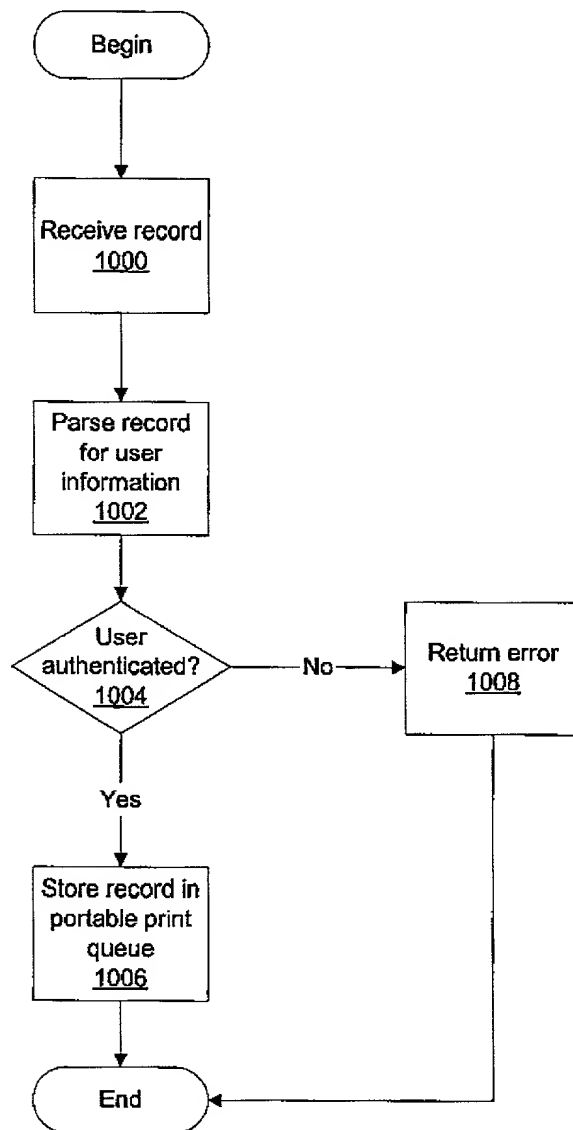 Begin
Receive record
1000
Parse record
for user
information
1002
User
authenticated?
1004
No
Return error
1008
Yes
Store record in
portable print
queue
1006
End